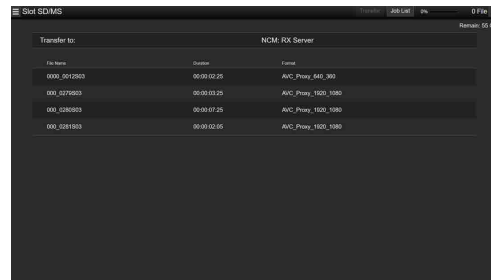 Slot SD/MS Transfer Job List 0% 0 File
Remain: 55
Transfer to: NCM: RX Server
File Name Duration Format
0000_0012S03 00:00:02:25 AVC_Proxy_640_360
000_0279S03 00:00:03:25 AVC_Proxy_1920_1080
000_0280S03 00:00:07:25 AVC_Proxy_1920_1080
000_0281S03 00:00:02:05 AVC_Proxy_1920_1080